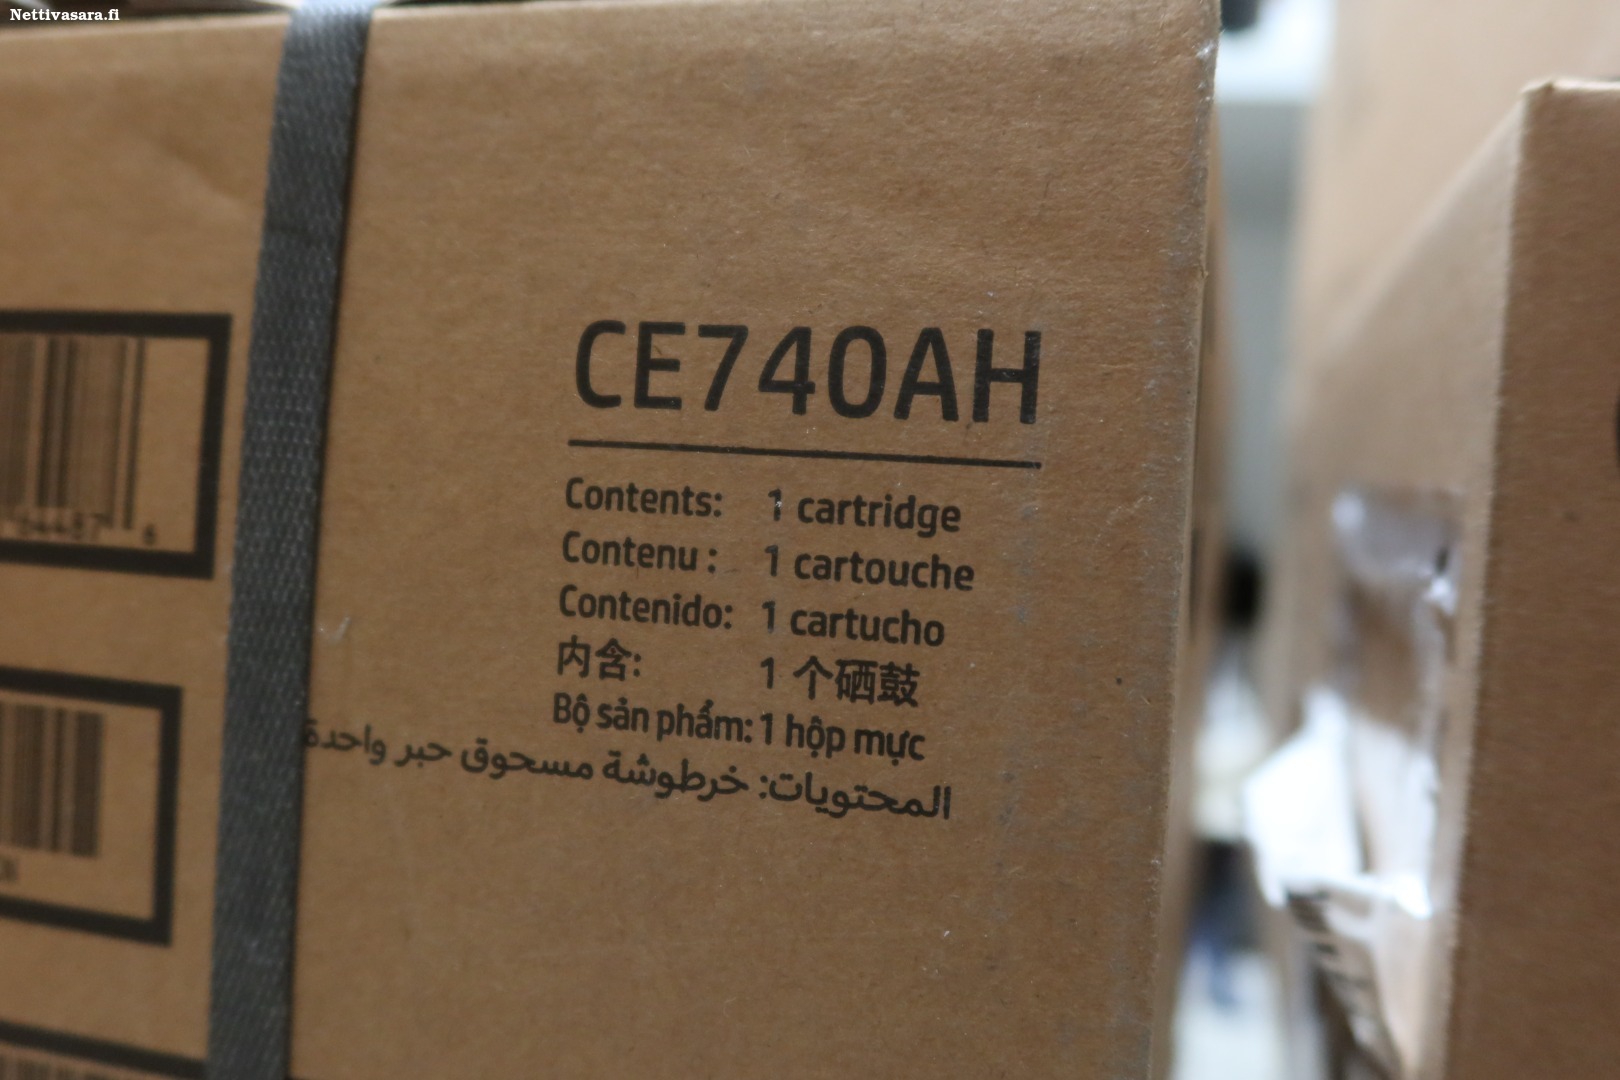 Nettivasara.fi
CE740AH
Contents: 1 cartridge
Contenu : 1 cartouche
Contenido: 1 cartucho
内含: 1 个硒鼓
Bộ sản phẩm: 1 hộp mực
المحتويات: خرطوشة مسحوق حبر واحدة